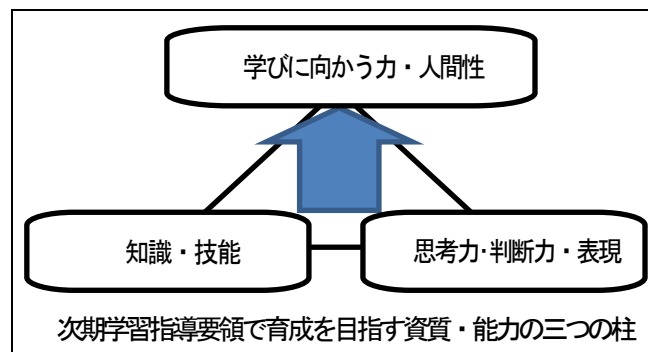 学びに向かう力・人間性
知識・技能
思考力・判断力・表現
次期学習指導要領で育成を目指す資質・能力の三つの柱